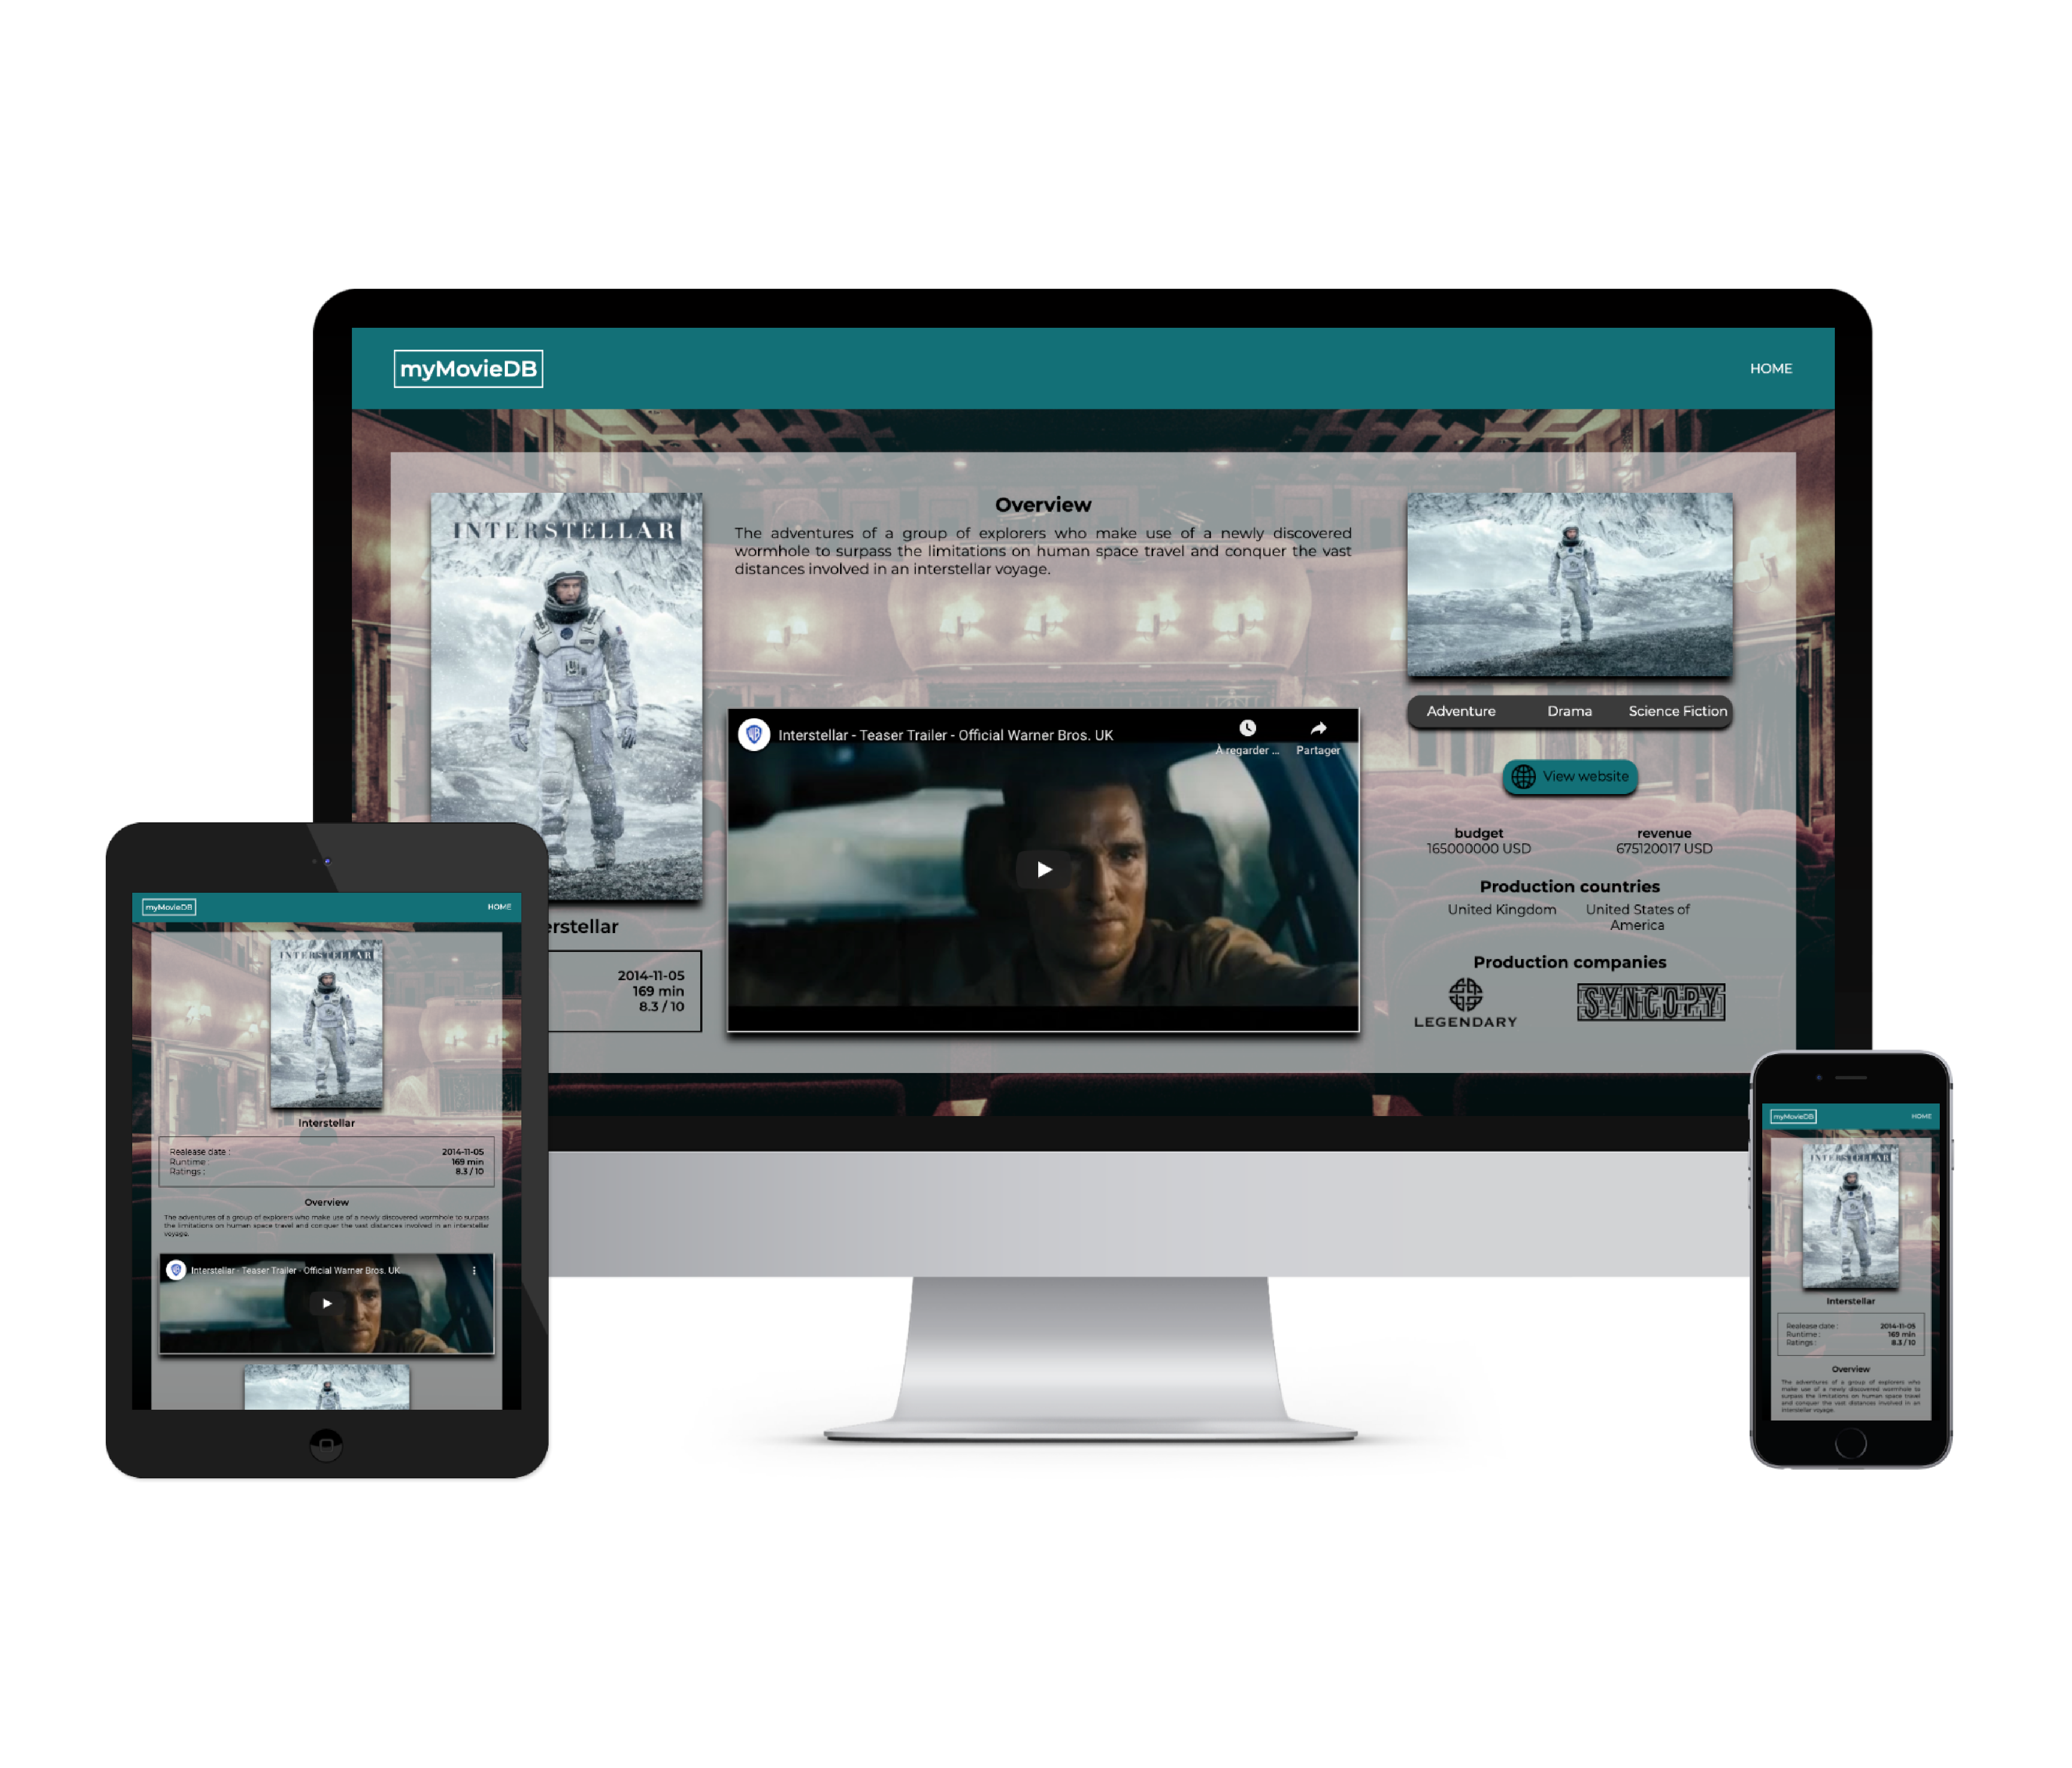 myMovieDB
HOME
INTERSTELLAR
Overview
The adventures of a group of explorers who make use of a newly discovered
wormhole to surpass the limitations on human space travel and conquer the vast
distances involved in an interstellar voyage.
Interstellar - Teaser Trailer - Official Warner Bros. UK
À regarder ...
Partager
erstellar
2014-11-05
169 min
8.3 / 10
Adventure Drama Science Fiction
View website
budget revenue
165000000 USD 675120017 USD
Production countries
United Kingdom United States of
America
Production companies
LEGENDARY
SYNCOPY
myMovieDB
HOME
INTERSTELLAR
Interstellar
Realease date : 2014-11-05
Runtime : 169 min
Ratings : 8.3 / 10
Overview
The adventures of a group of explorers who make use of a newly discovered wormhole to surpass
the limitations on human space travel and conquer the vast distances involved in an interstellar
voyage.
Interstellar - Teaser Trailer - Official Warner Bros. UK
myMovieDB
HOME
INTERSTELLAR
Interstellar
Realease date : 2014-11-05
Runtime : 169 min
Ratings : 8.3 / 10
Overview
The adventures of a group of explorers who
make use of a newly discovered wormhole to
surpass the limitations on human space travel
and conquer the vast distances involved in an
interstellar voyage.